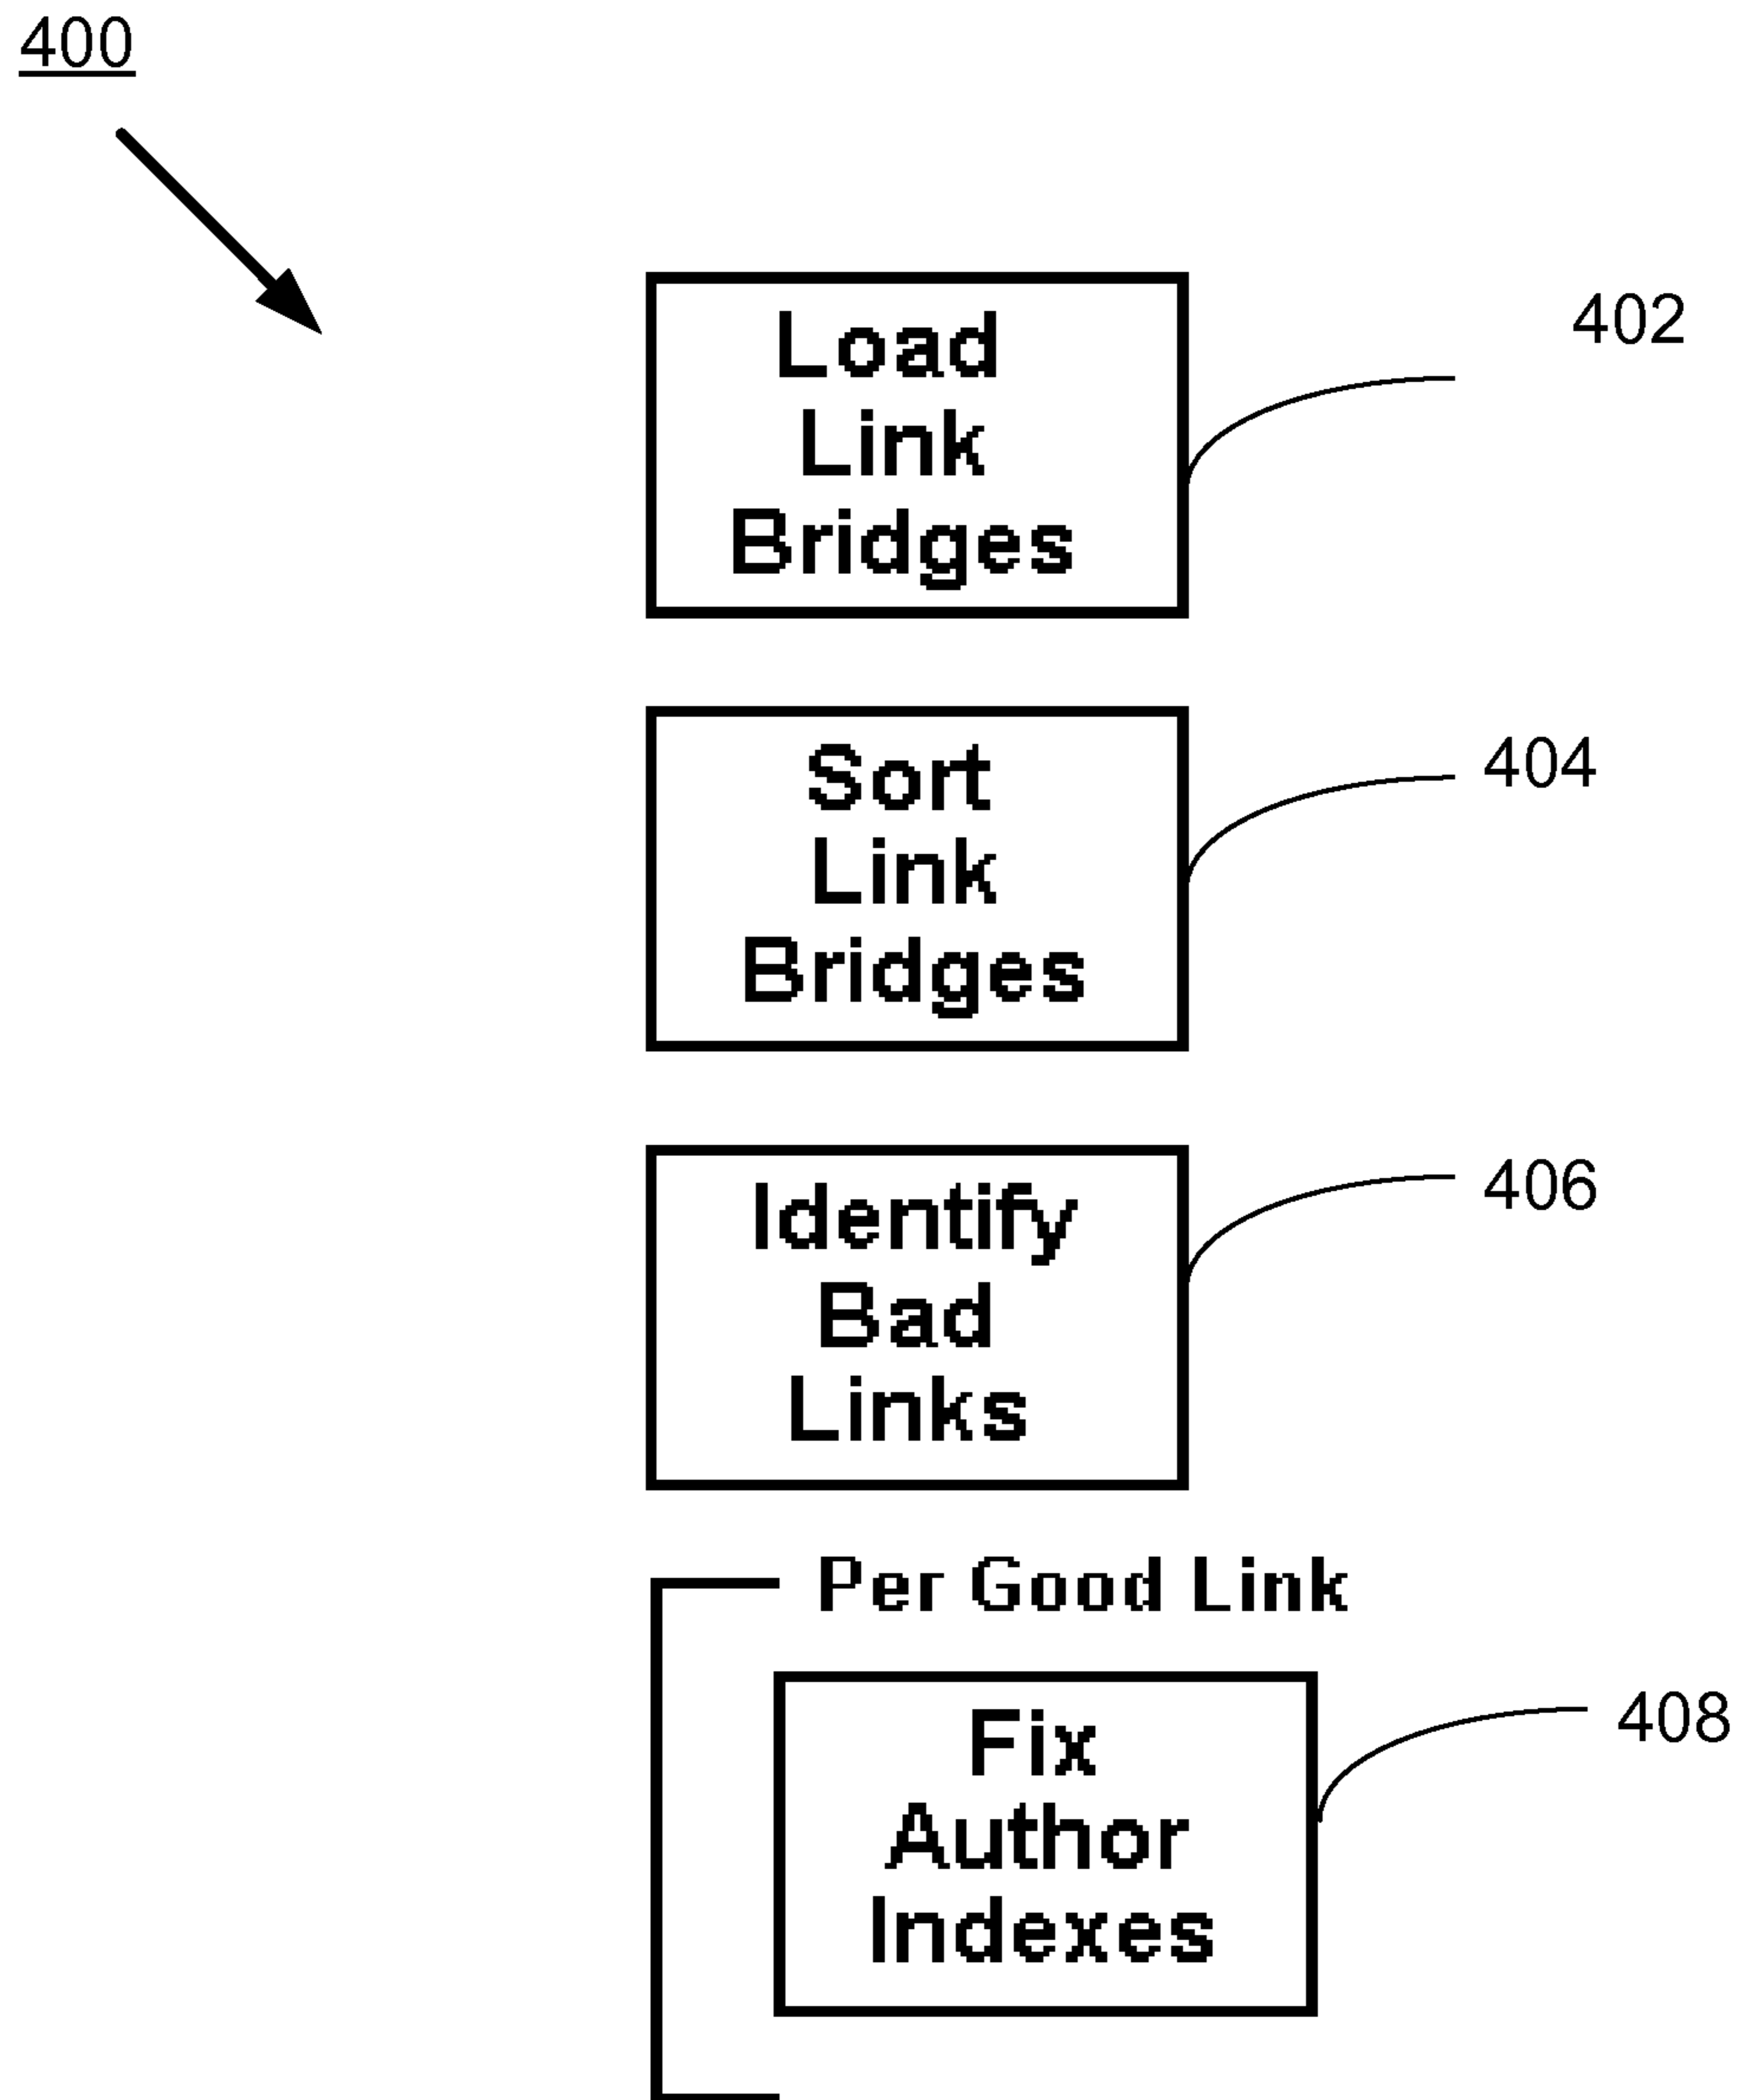 400
402
Load
Link
Bridges
404
Sort
Link
Bridges
406
Identify
Bad
Links
Per Good Link
408
Fix
Author
Indexes